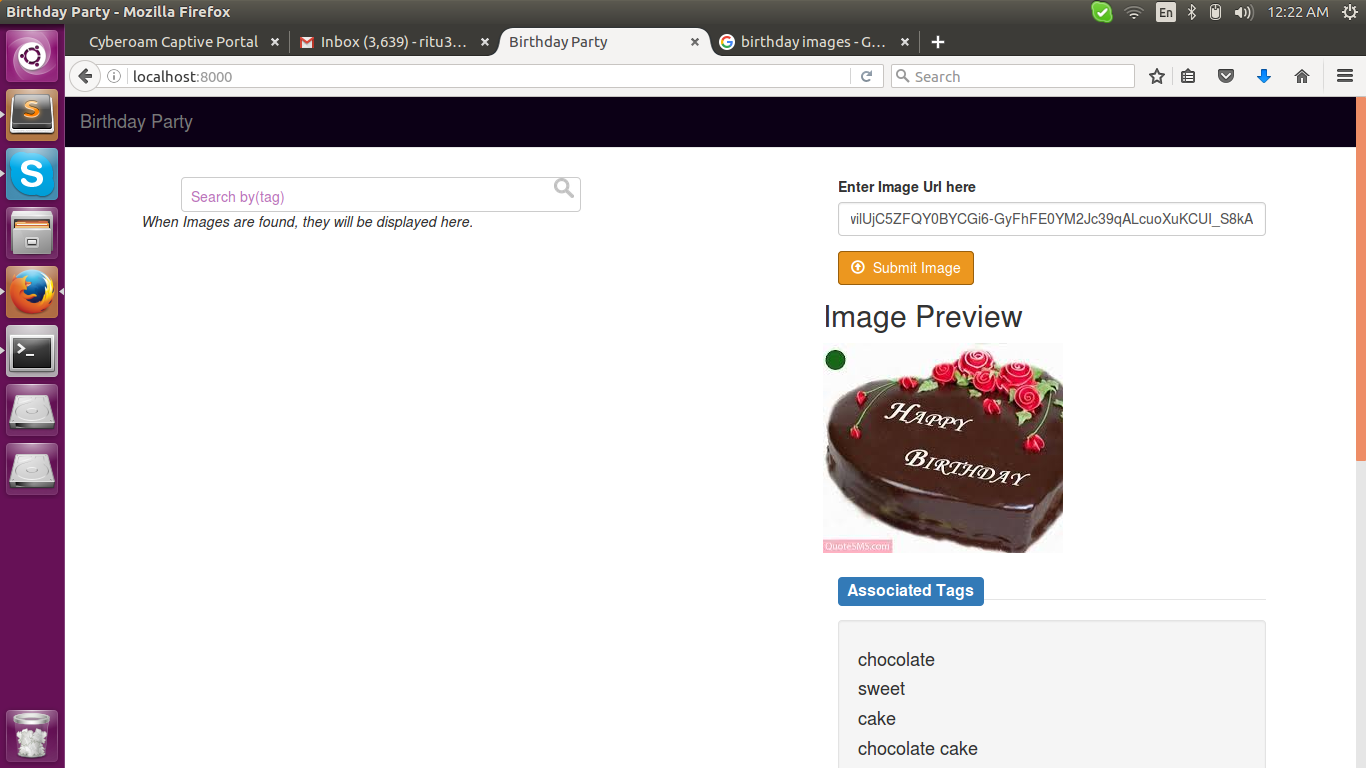 Birthday Party - Mozilla Firefox
En
12:22 AM
Cyberoam Captive Portal
Inbox (3,639) - ritu3...
Birthday Party
birthday images - G...
localhost:8000
Search
Birthday Party
Search by(tag)
When Images are found, they will be displayed here.
Enter Image Url here
vilUjC5ZFQY0BYCGi6-GyFhFE0YM2Jc39qALcuoXuKCUI_S8kA
Submit Image
Image Preview
HAPPY
BIRTHDAY
QuoteSMS.com
Associated Tags
chocolate
sweet
cake
chocolate cake